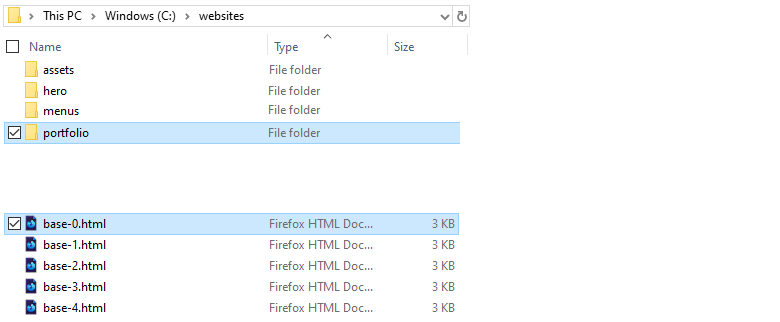 This PC > Windows (C:) > websites
Name Type Size
assets File folder
hero File folder
menus File folder
portfolio File folder
base-0.html Firefox HTML Doc... 3 KB
base-1.html Firefox HTML Doc... 3 KB
base-2.html Firefox HTML Doc... 3 KB
base-3.html Firefox HTML Doc... 3 KB
base-4.html Firefox HTML Doc... 3 KB